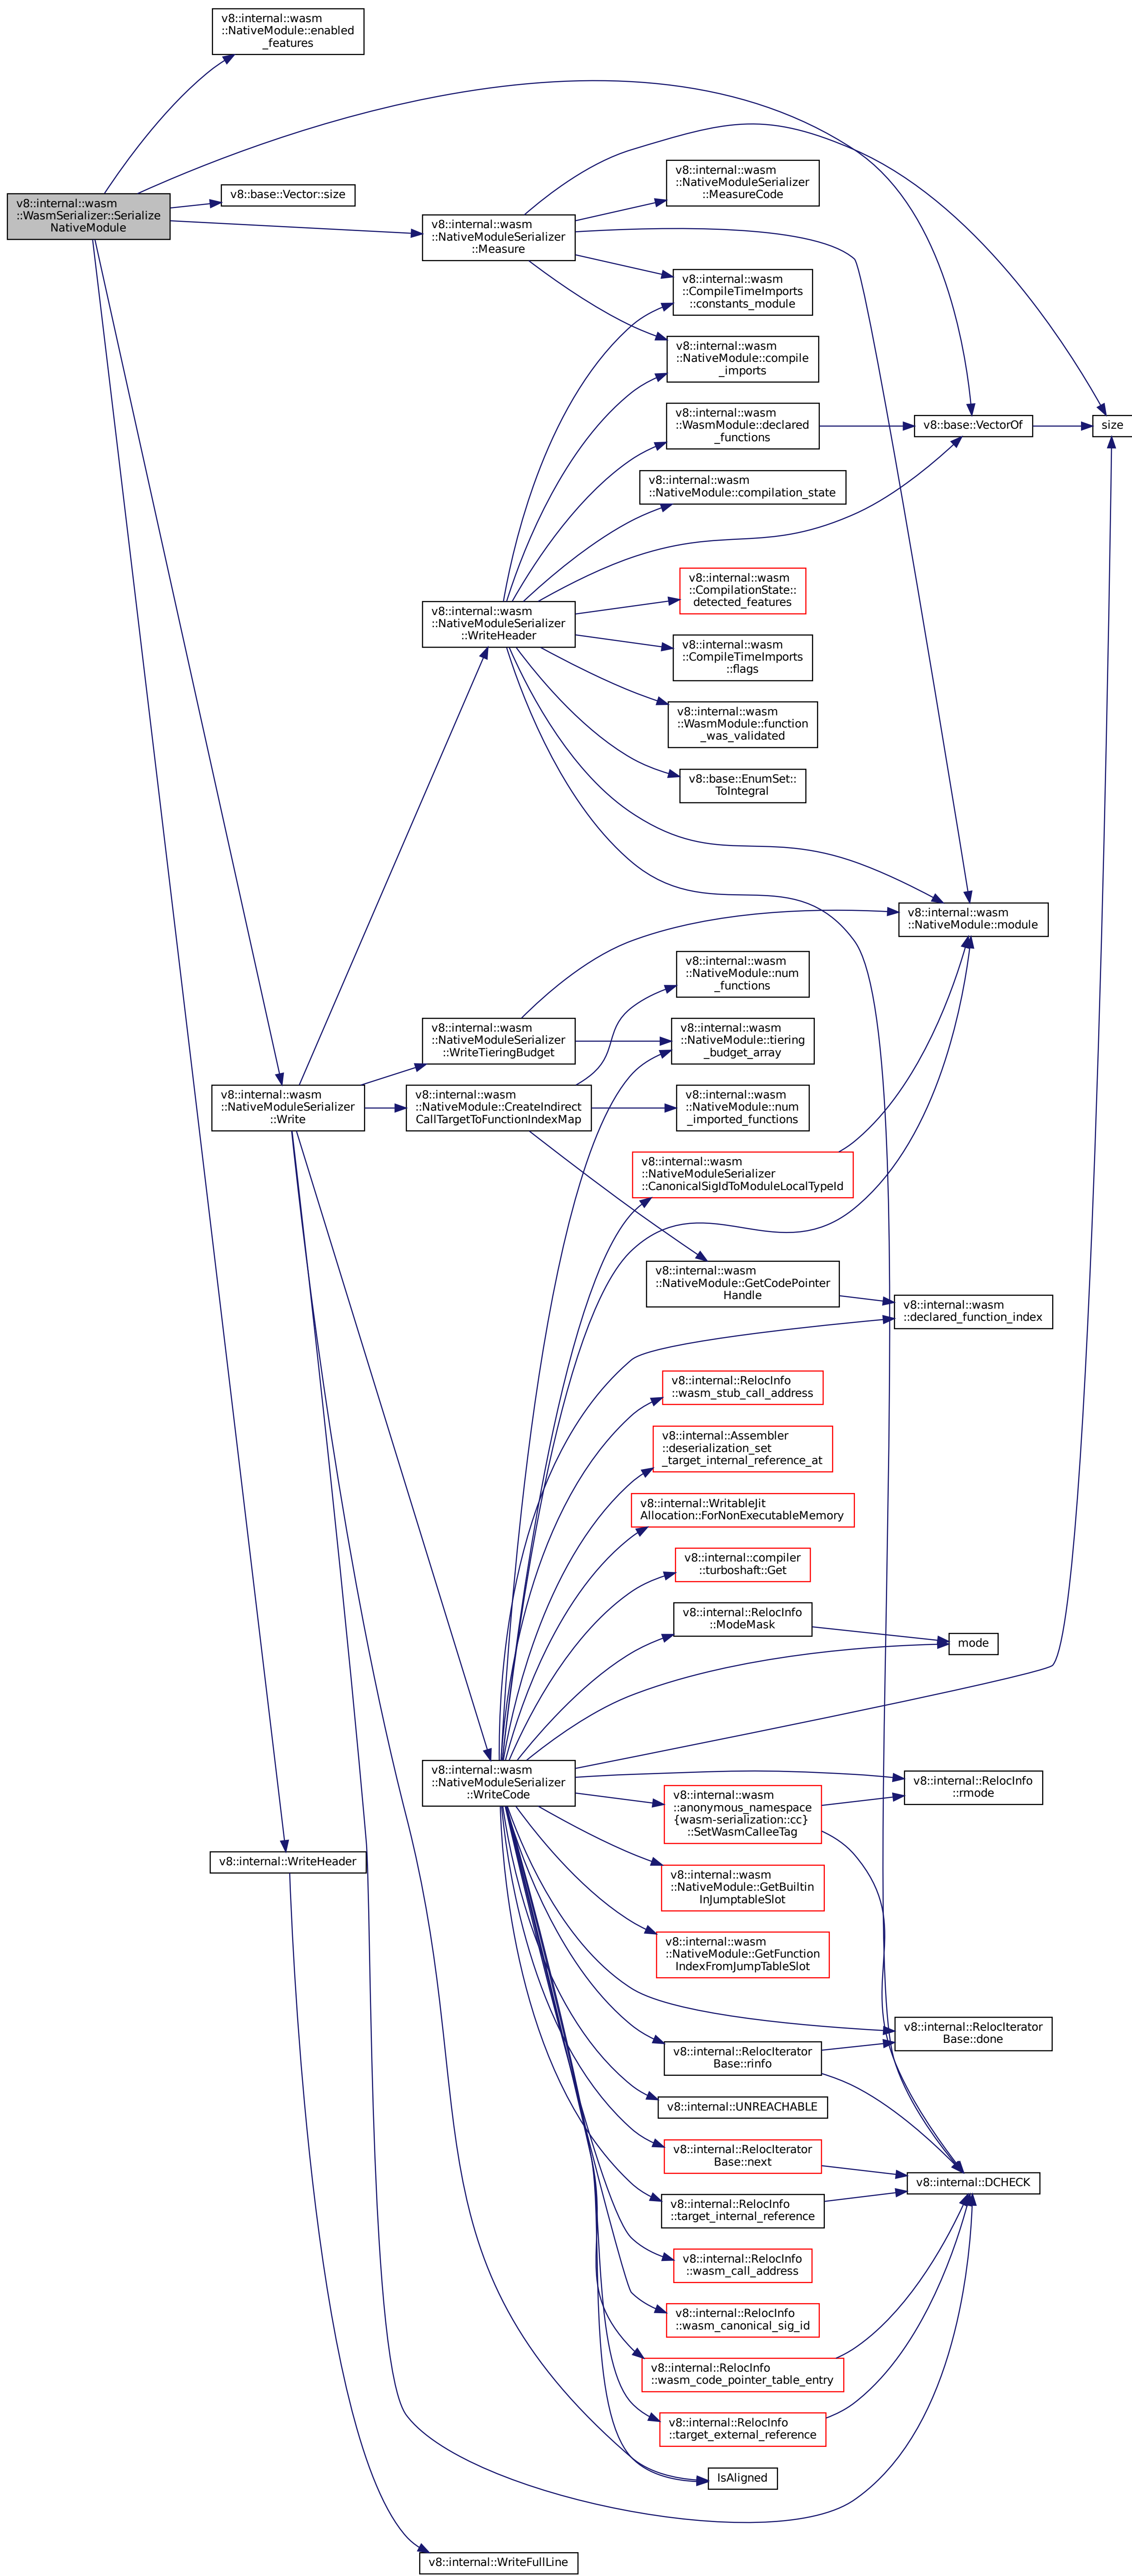 v8::internal::wasm
::NativeModule::enabled
_features
v8::internal::wasm
::WasmSerializer::Serialize
NativeModule
v8::base::Vector::size
v8::internal::wasm
::NativeModuleSerializer
::Measure
v8::internal::wasm
::NativeModuleSerializer
::MeasureCode
v8::internal::wasm
::CompileTimeImports
::constants_module
v8::internal::wasm
::NativeModule::compile
_imports
v8::internal::wasm
::WasmModule::declared
_functions
v8::base::VectorOf
size
v8::internal::wasm
::NativeModule::compilation_state
v8::internal::wasm
::CompilationState::
detected_features
v8::internal::wasm
::NativeModuleSerializer
::WriteHeader
v8::internal::wasm
::CompileTimeImports
::flags
v8::internal::wasm
::WasmModule::function
_was_validated
v8::base::EnumSet::
ToIntegral
v8::internal::wasm
::NativeModule::module
v8::internal::wasm
::NativeModule::num
_functions
v8::internal::wasm
::NativeModuleSerializer
::WriteTieringBudget
v8::internal::wasm
::NativeModule::tiering
_budget_array
v8::internal::wasm
::NativeModuleSerializer
::Write
v8::internal::wasm
::NativeModule::CreateIndirect
CallTargetToFunctionIndexMap
v8::internal::wasm
::NativeModule::num
_imported_functions
v8::internal::wasm
::NativeModuleSerializer
::CanonicalSigIdToModuleLocalTypeId
v8::internal::wasm
::NativeModule::GetCodePointer
Handle
v8::internal::wasm
::declared_function_index
v8::internal::RelocInfo
::wasm_stub_call_address
v8::internal::Assembler
::deserialization_set
_target_internal_reference_at
v8::internal::WritableJit
Allocation::ForNonExecutableMemory
v8::internal::compiler
::turboshaft::Get
v8::internal::RelocInfo
::ModeMask
mode
v8::internal::wasm
::NativeModuleSerializer
::WriteCode
v8::internal::RelocInfo
::rmode
v8::internal::wasm
::anonymous_namespace
{wasm-serialization::cc}
::SetWasmCalleeTag
v8::internal::WriteHeader
v8::internal::wasm
::NativeModule::GetBuiltin
InJumptableSlot
v8::internal::wasm
::NativeModule::GetFunction
IndexFromJumpTableSlot
v8::internal::RelocIterator
Base::done
v8::internal::RelocIterator
Base::rinfo
v8::internal::UNREACHABLE
v8::internal::RelocIterator
Base::next
v8::internal::DCHECK
v8::internal::RelocInfo
::target_internal_reference
v8::internal::RelocInfo
::wasm_call_address
v8::internal::RelocInfo
::wasm_canonical_sig_id
v8::internal::RelocInfo
::wasm_code_pointer_table_entry
v8::internal::RelocInfo
::target_external_reference
IsAligned
v8::internal::WriteFullLine